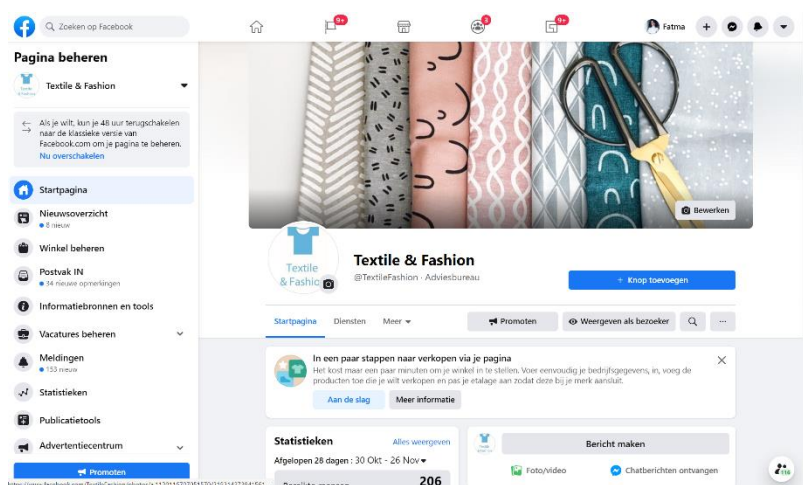 Zoeken op Facebook
9+
3
9+
Fatma
Pagina beheren
Textile & Fashion
Als je wilt, kun je 48 uur terugschakelen
naar de klassieke versie van
Facebook.com om je pagina te beheren.
Nu overschakelen
Startpagina
Nieuwsoverzicht
8 nieuw
Winkel beheren
Postvak IN
34 nieuwe opmerkingen
Informatiebronnen en tools
Vacatures beheren
Meldingen
133 nieuw
Statistieken
Publicatietools
Advertentiecentrum
Promoten
Bewerken
Textile
& Fashio
Textile & Fashion
@TextileFashion · Adviesbureau
+ Knop toevoegen
Startpagina Diensten Meer
Promoten
Weergeven als bezoeker
In een paar stappen naar verkopen via je pagina
Het kost maar een paar minuten om je winkel in te stellen. Voer eenvoudig je bedrijfsgegevens, in, voeg de
producten toe die je wilt verkopen en pas je etalage aan zodat deze bij je merk aansluit.
Aan de slag
Meer informatie
Statistieken
Alles weergeven
Afgelopen 28 dagen : 30 Okt - 26 Nov
Bereikte mensen
206
Bericht maken
Foto/video
Chatberichten ontvangen
116